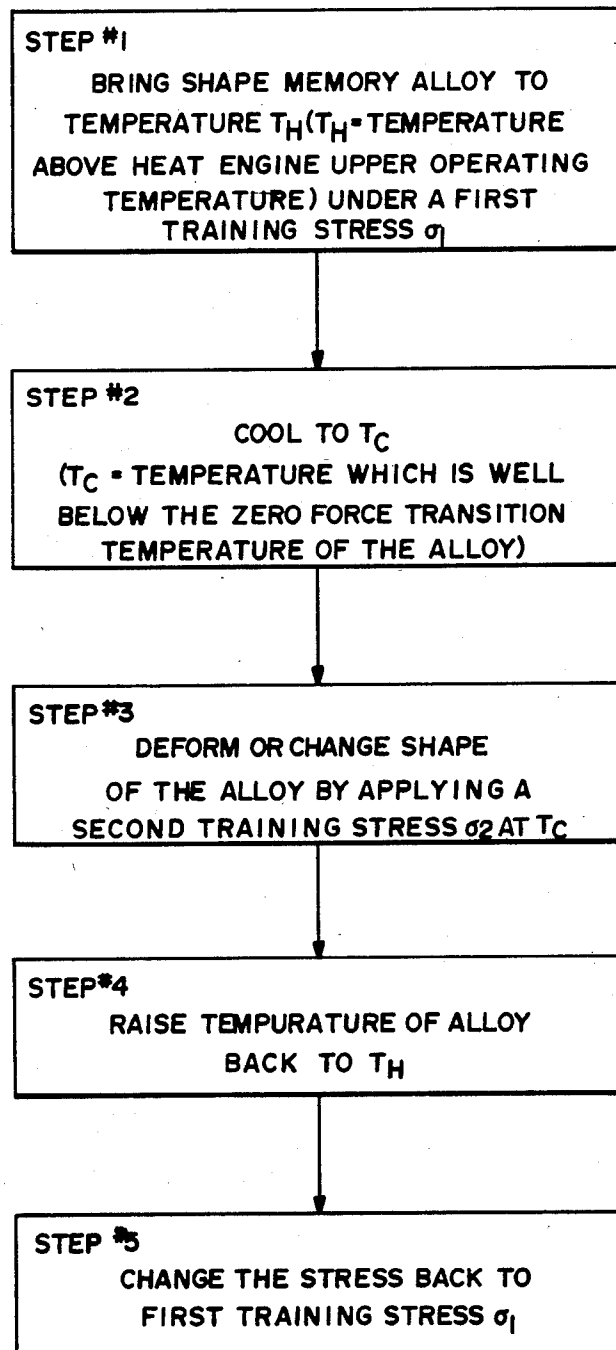 STEP #1
BRING SHAPE MEMORY ALLOY TO
TEMPERATURE TH (TH = TEMPERATURE
ABOVE HEAT ENGINE UPPER OPERATING
TEMPERATURE) UNDER A FIRST
TRAINING STRESS σ1
STEP #2
COOL TO TC
(TC = TEMPERATURE WHICH IS WELL
BELOW THE ZERO FORCE TRANSITION
TEMPERATURE OF THE ALLOY)
STEP #3
DEFORM OR CHANGE SHAPE
OF THE ALLOY BY APPLYING A
SECOND TRAINING STRESS σ2 AT TC
STEP #4
RAISE TEMPURATURE OF ALLOY
BACK TO TH
STEP #5
CHANGE THE STRESS BACK TO
FIRST TRAINING STRESS σ1